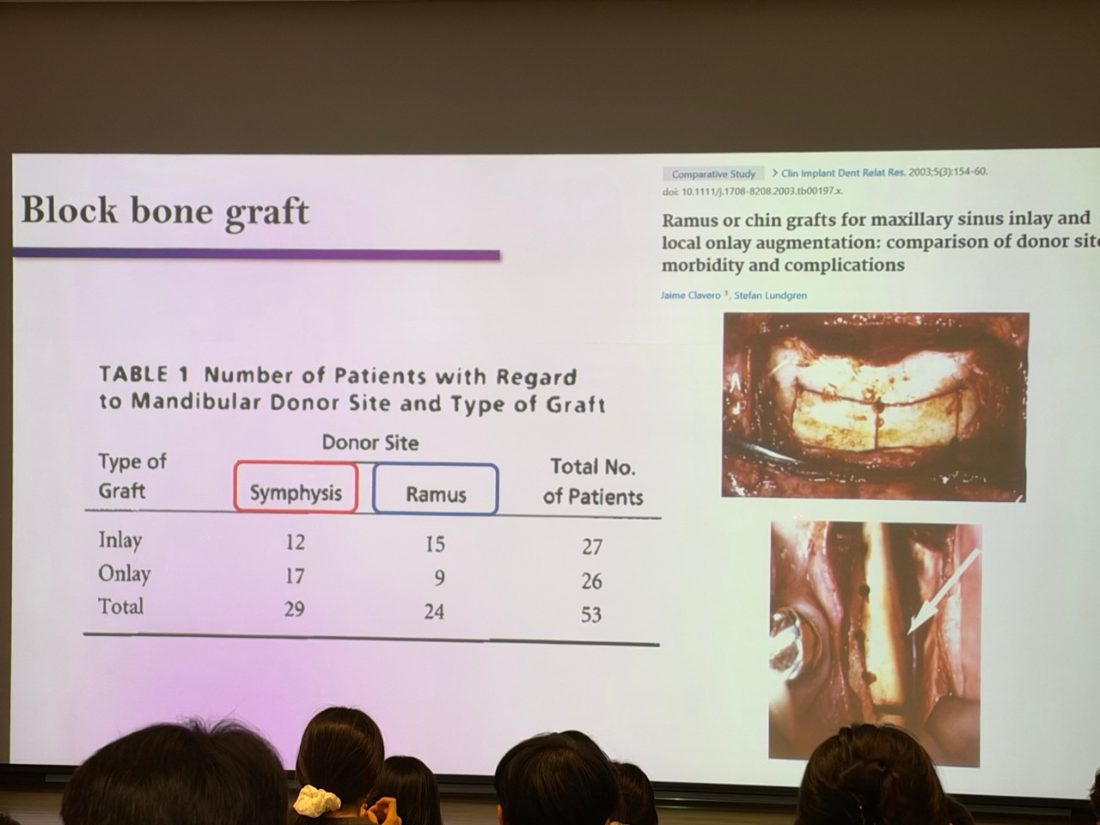 Block bone graft
Comparative Study > Clin Implant Dent Relat Res. 2003;5(3):154-60.
doi: 10.1111/j.1708-8208.2003.tb00197.x.
Ramus or chin grafts for maxillary sinus inlay and
local onlay augmentation: comparison of donor site
morbidity and complications
Jaime Clavero 1, Stefan Lundgren
TABLE 1 Number of Patients with Regard
to Mandibular Donor Site and Type of Graft
Donor Site
Type of
Graft
Symphysis
Ramus
Total No.
of Patients
Inlay 12 15 27
Onlay 17 9 26
Total 29 24 53